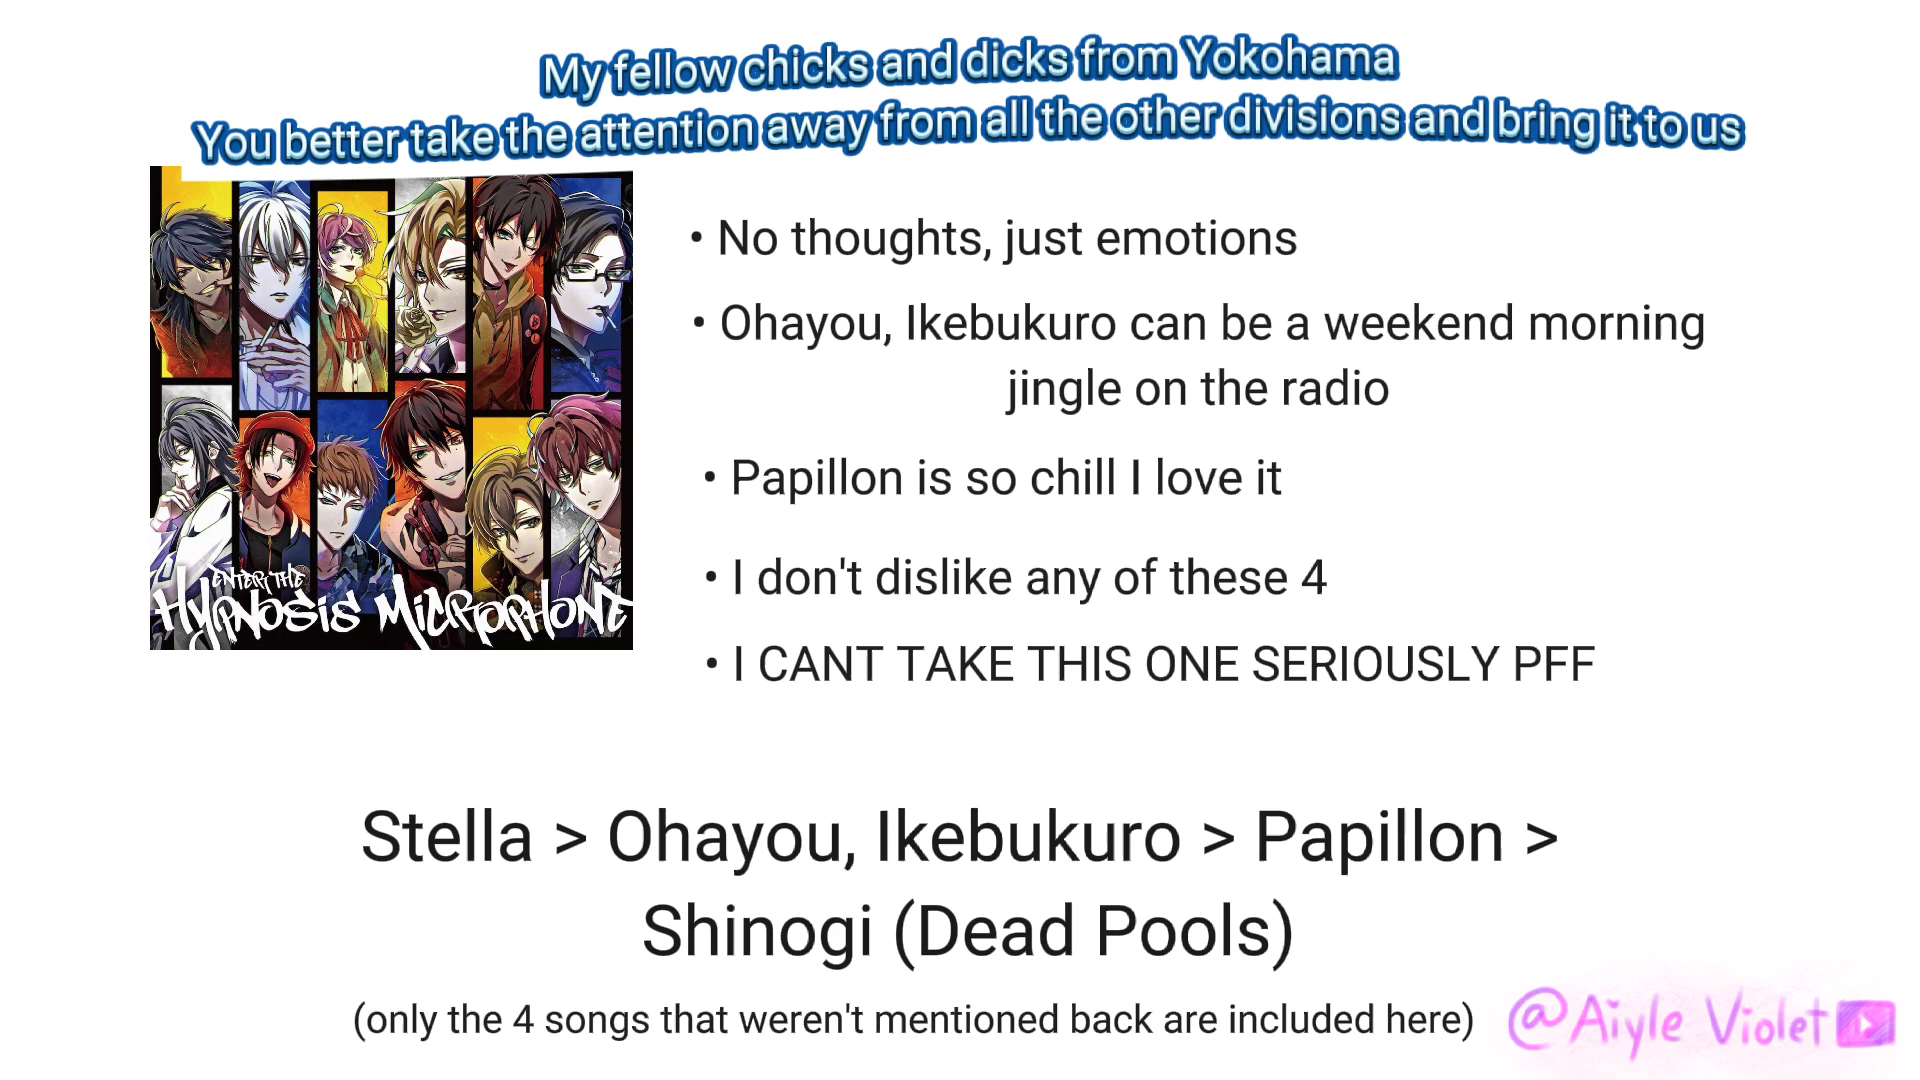 My fellow chicks and dicks from Yokohama
You better take the attention away from all the other divisions and bring it to us
• No thoughts, just emotions
• Ohayou, Ikebukuro can be a weekend morning
jingle on the radio
• Papillon is so chill I love it
• I don't dislike any of these 4
• I CANT TAKE THIS ONE SERIOUSLY PFF
ENTER THE
HYPNOSIS MICROPHONE
Stella > Ohayou, Ikebukuro > Papillon >
Shinogi (Dead Pools)
(only the 4 songs that weren't mentioned back are included here)
@Aiyle Violet